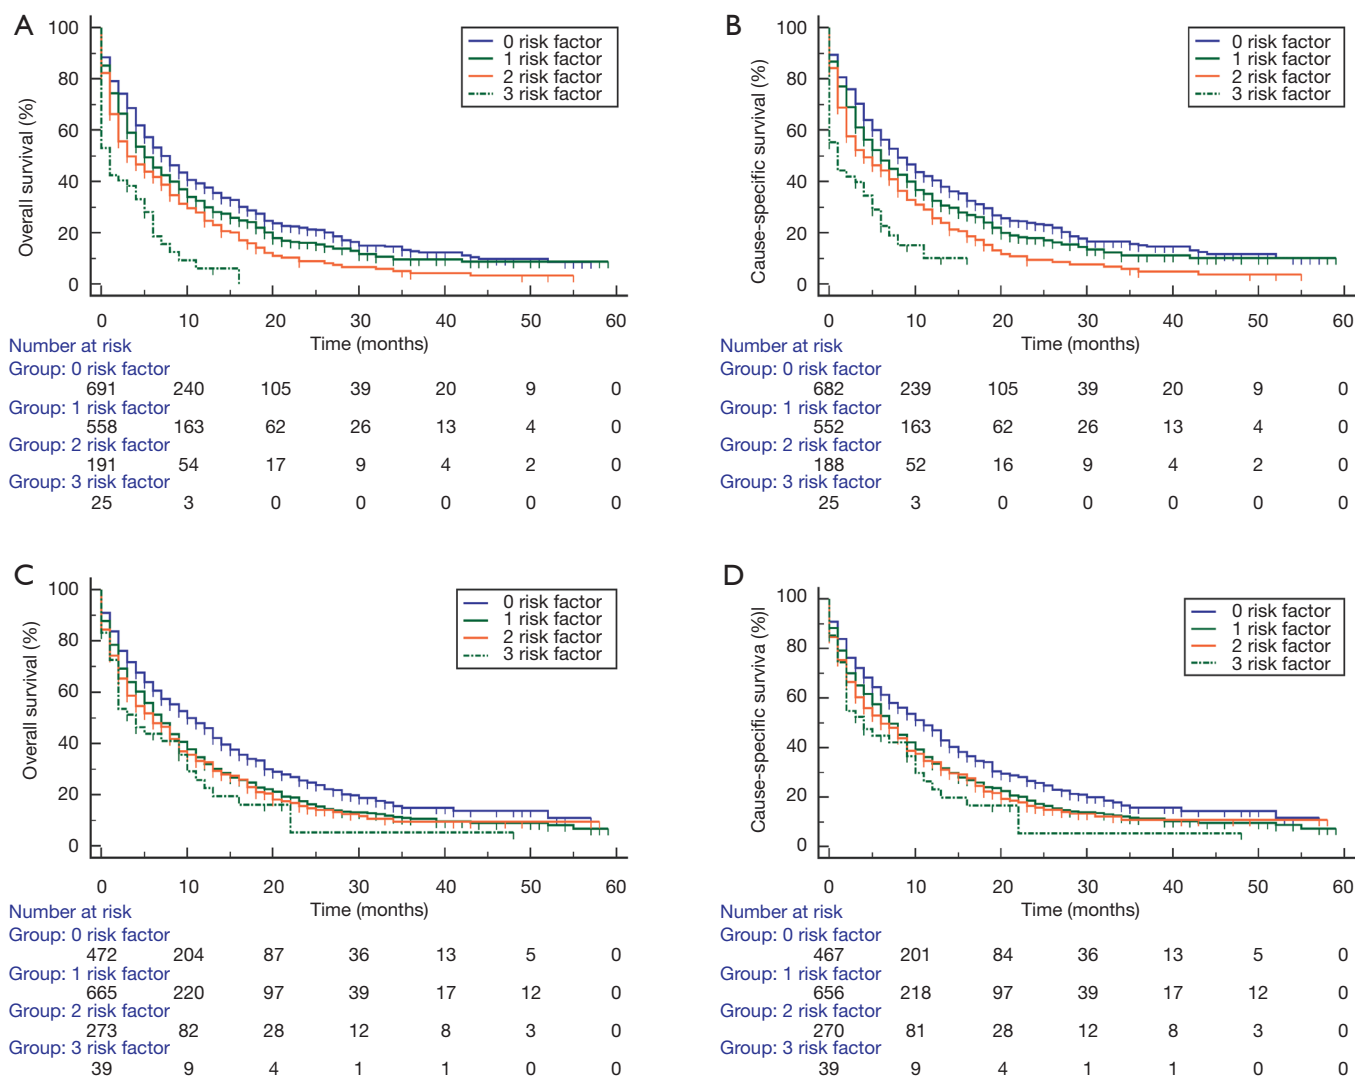 A
Overall survival (%)
100
80
60
40
20
0
0 risk factor
1 risk factor
2 risk factor
3 risk factor
0 10 20 30 40 50 60
Time (months)
Number at risk
Group: 0 risk factor
691 240 105 39 20 9 0
Group: 1 risk factor
558 163 62 26 13 4 0
Group: 2 risk factor
191 54 17 9 4 2 0
Group: 3 risk factor
25 3 0 0 0 0 0
B
Cause-specific survival (%)
100
80
60
40
20
0
0 risk factor
1 risk factor
2 risk factor
3 risk factor
0 10 20 30 40 50 60
Time (months)
Number at risk
Group: 0 risk factor
682 239 105 39 20 9 0
Group: 1 risk factor
552 163 62 26 13 4 0
Group: 2 risk factor
188 52 16 9 4 2 0
Group: 3 risk factor
25 3 0 0 0 0 0
C
Overall survival (%)
100
80
60
40
20
0
0 risk factor
1 risk factor
2 risk factor
3 risk factor
0 10 20 30 40 50 60
Time (months)
Number at risk
Group: 0 risk factor
472 204 87 36 13 5 0
Group: 1 risk factor
665 220 97 39 17 12 0
Group: 2 risk factor
273 82 28 12 8 3 0
Group: 3 risk factor
39 9 4 1 1 0 0
D
Cause-specific surviva (%)l
100
80
60
40
20
0
0 risk factor
1 risk factor
2 risk factor
3 risk factor
0 10 20 30 40 50 60
Time (months)
Number at risk
Group: 0 risk factor
467 201 84 36 13 5 0
Group: 1 risk factor
656 218 97 39 17 12 0
Group: 2 risk factor
270 81 28 12 8 3 0
Group: 3 risk factor
39 9 4 1 1 0 0